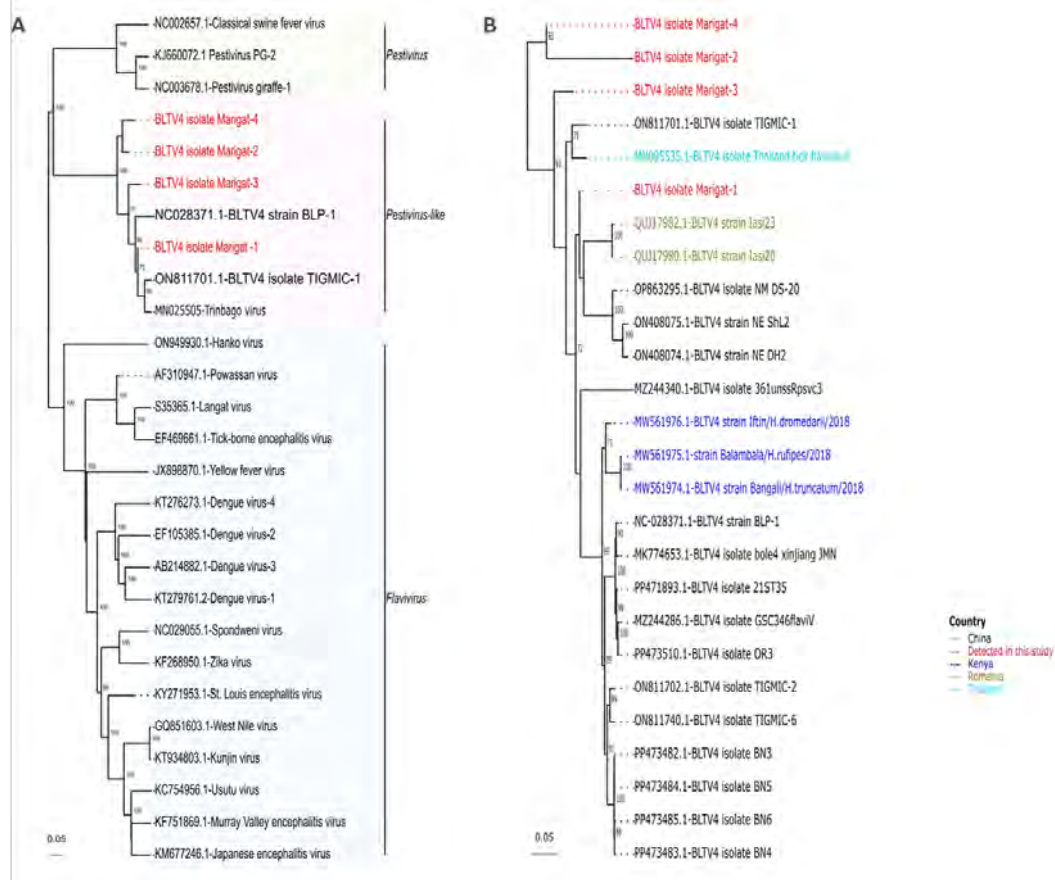 A
NC002657.1-Classical swine fever virus
KJ660072.1 Pestivirus PG-2
NC003678.1-Pestivirus giraffe-1
Pestivirus
BLTV4 isolate Marigat-4
BLTV4 isolate Marigat-2
BLTV4 isolate Marigat-3
NC028371.1-BLTV4 strain BLP-1
BLTV4 isolate Marigat -1
ON811701.1-BLTV4 isolate TIGMIC-1
MN025505-Trinbago virus
Pestivirus-like
ON949930.1-Hanko virus
AF310947.1-Powassan virus
S35365.1-Langat virus
EF469661.1-Tick-borne encephalitis virus
JX898870.1-Yellow fever virus
KT276273.1-Dengue virus-4
EF105385.1-Dengue virus-2
AB214882.1-Dengue virus-3
KT279761.2-Dengue virus-1
NC029055.1-Spondweni virus
KF268950.1-Zika virus
KY271953.1-St. Louis encephalitis virus
GQ851603.1-West Nile virus
KT934803.1-Kunjin virus
KC754956.1-Usutu virus
KF751869.1-Murray Valley encephalitis virus
KM677246.1-Japanese encephalitis virus
Flavivirus
0.05
B
BLTV4 isolate Marigat-4
BLTV4 isolate Marigat-2
BLTV4 isolate Marigat-3
ON811701.1-BLTV4 isolate TIGMIC-1
MN095535.1-BLTV4 isolate Thailand tick
BLTV4 isolate Marigat-1
QUJ17982.1-BLTV4 strain Iasi23
QUJ17980.1-BLTV4 strain Iasi20
OP863295.1-BLTV4 isolate NM DS-20
ON408075.1-BLTV4 strain NE ShL2
ON408074.1-BLTV4 strain NE DH2
MZ244340.1-BLTV4 isolate 361unssRpsvc3
MW561976.1-BLTV4 strain Iftin/H.dromedarii/2018
MW561975.1-strain Balambala/H.rufipes/2018
MW561974.1-BLTV4 strain Bangali/H.truncatum/2018
NC-028371.1-BLTV4 strain BLP-1
MK774653.1-BLTV4 isolate bole4 xinjiang JMN
PP471893.1-BLTV4 isolate 21ST35
MZ244286.1-BLTV4 isolate GSC346flaviV
PP473510.1-BLTV4 isolate OR3
ON811702.1-BLTV4 isolate TIGMIC-2
ON811740.1-BLTV4 isolate TIGMIC-6
PP473482.1-BLTV4 isolate BN3
PP473484.1-BLTV4 isolate BN5
PP473485.1-BLTV4 isolate BN6
PP473483.1-BLTV4 isolate BN4
0.05
Country
China
Detected in this study
Kenya
Romania
Thailand